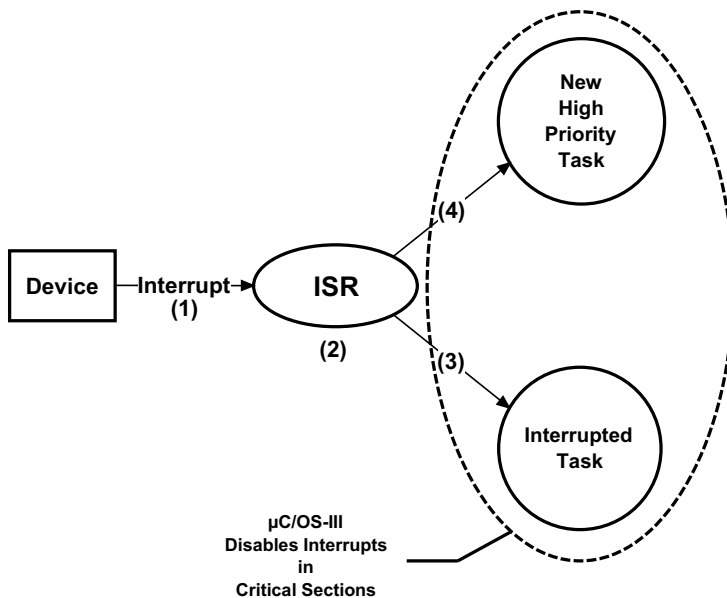 New
High
Priority
Task
(4)
Device
Interrupt
(1)
ISR
(2)
(3)
Interrupted
Task
µC/OS-III
Disables Interrupts
in
Critical Sections